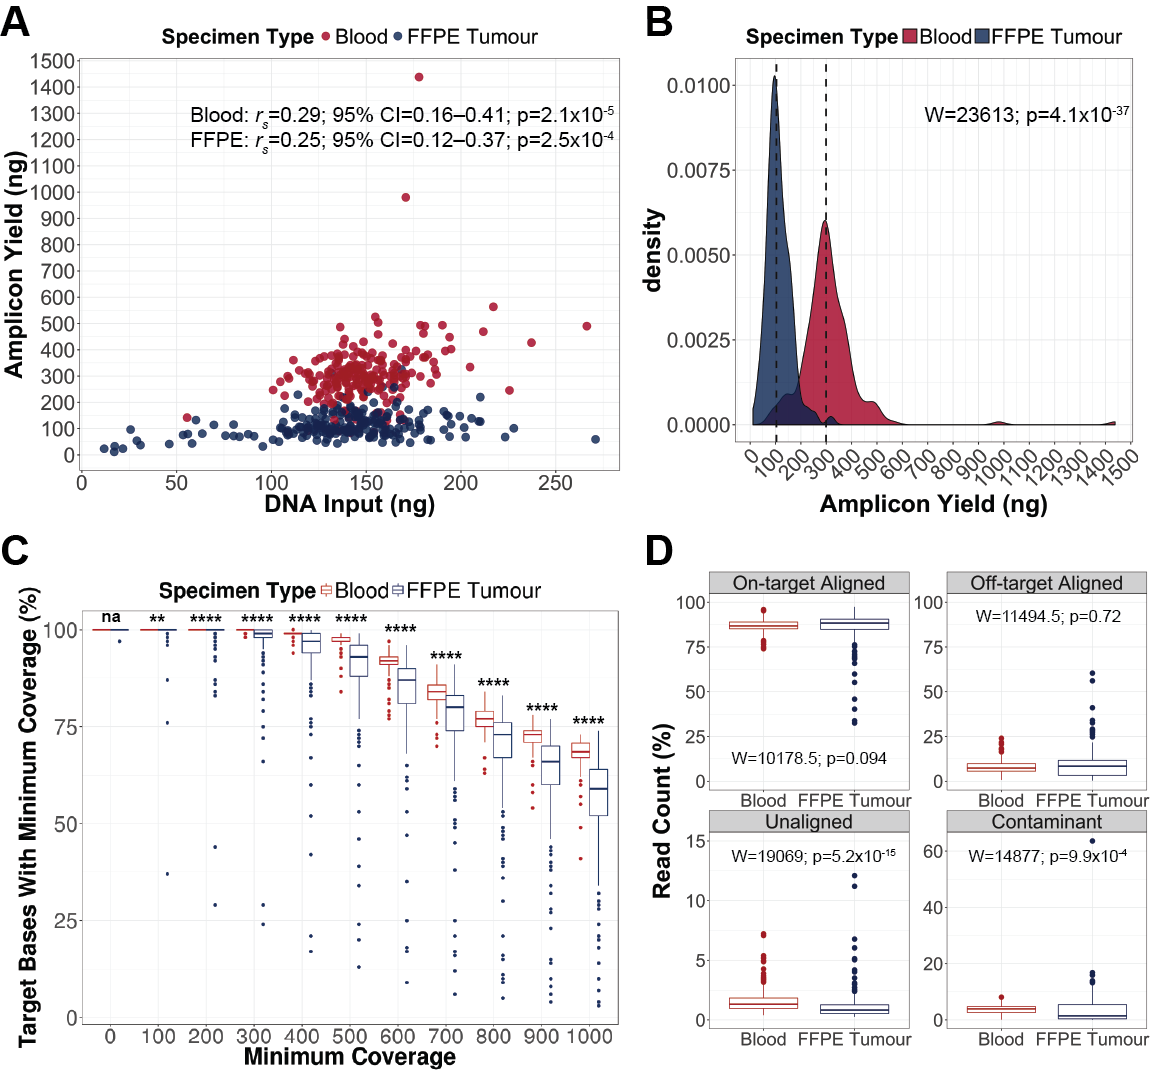 A
Specimen Type Blood FFPE Tumour
Amplicon Yield (ng)
1500
1400
1300
1200
1100
1000
900
800
700
600
500
400
300
200
100
0
Blood: rs=0.29; 95% CI=0.16–0.41; p=2.1x10-5
FFPE: rs=0.25; 95% CI=0.12–0.37; p=2.5x10-4
0 50 100 150 200 250
DNA Input (ng)
B
Specimen Type Blood FFPE Tumour
density
0.0100
0.0075
0.0050
0.0025
0.0000
W=23613; p=4.1x10-37
0 100 200 300 400 500 600 700 800 900 1000 1100 1200 1300 1400 1500
Amplicon Yield (ng)
C
Specimen Type Blood FFPE Tumour
Target Bases With Minimum Coverage (%)
100
75
50
25
0
na ** **** **** **** **** **** **** **** **** ****
0 100 200 300 400 500 600 700 800 900 1000
Minimum Coverage
D
Read Count (%)
On-target Aligned
100
75
50
25
0
W=10178.5; p=0.094
Blood FFPE Tumour
Off-target Aligned
100
75
50
25
0
W=11494.5; p=0.72
Blood FFPE Tumour
Unaligned
15
10
5
0
W=19069; p=5.2x10-15
Blood FFPE Tumour
Contaminant
60
40
20
0
W=14877; p=9.9x10-4
Blood FFPE Tumour